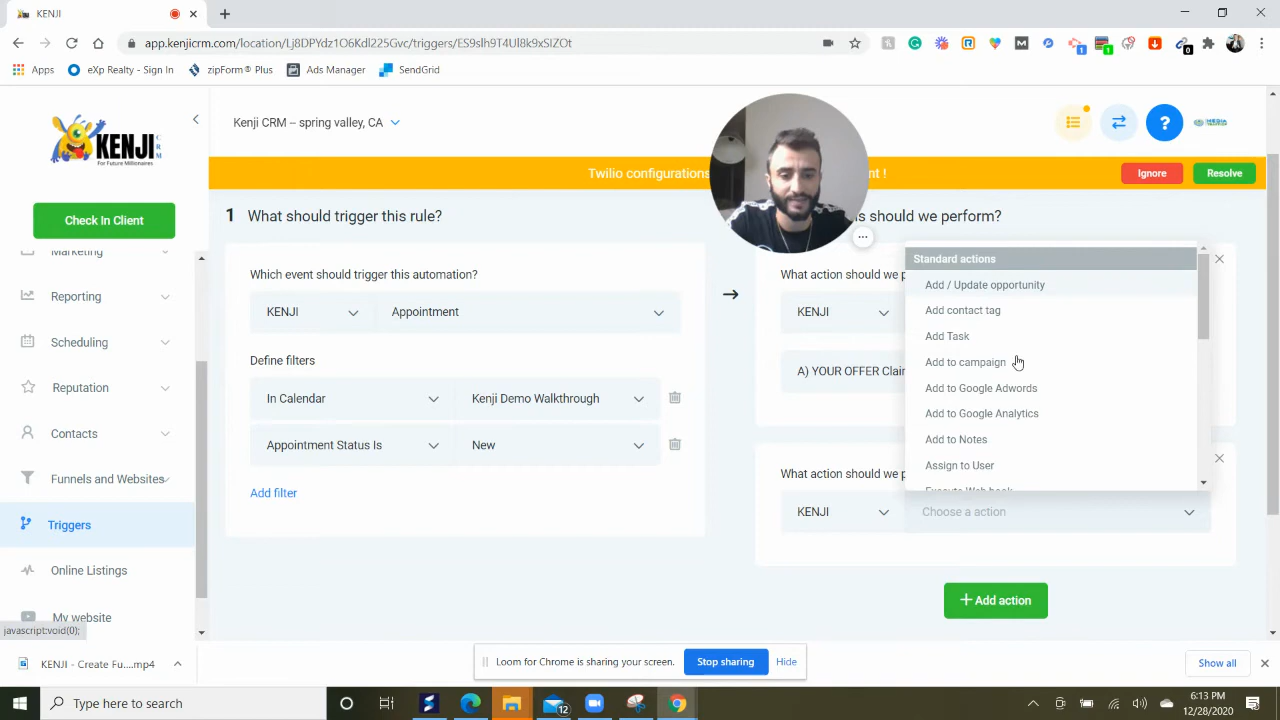 KENJI
app.kenjicrm.com/location/Lj8DPYdz1O6Kdl225Gve/triggers/ES9slh9T4Ul8k9xSIZOt
Apps
eXp Realty - Sign In
zipForm® Plus
Ads Manager
SendGrid
KENJI CRM
For Future Millionaires
Kenji CRM -- spring valley, CA
Twilio configurations
ent !
Ignore
Resolve
Check In Client
Marketing
Reporting
Scheduling
Reputation
Contacts
Funnels and Websites
Triggers
Online Listings
My website
javascript:void(0);
1 What should trigger this rule?
Which event should trigger this automation?
KENJI
Appointment
Define filters
In Calendar
Kenji Demo Walkthrough
Appointment Status Is
New
Add filter
s should we perform?
What action should we p
KENJI
A) YOUR OFFER Clai
Standard actions
Add / Update opportunity
Add contact tag
Add Task
Add to campaign
Add to Google Adwords
Add to Google Analytics
Add to Notes
Assign to User
What action should we p
KENJI
Choose a action
+ Add action
KENJI - Create Fu....mp4
Loom for Chrome is sharing your screen.
Stop sharing
Hide
Show all
Type here to search
12
6:13 PM
12/28/2020